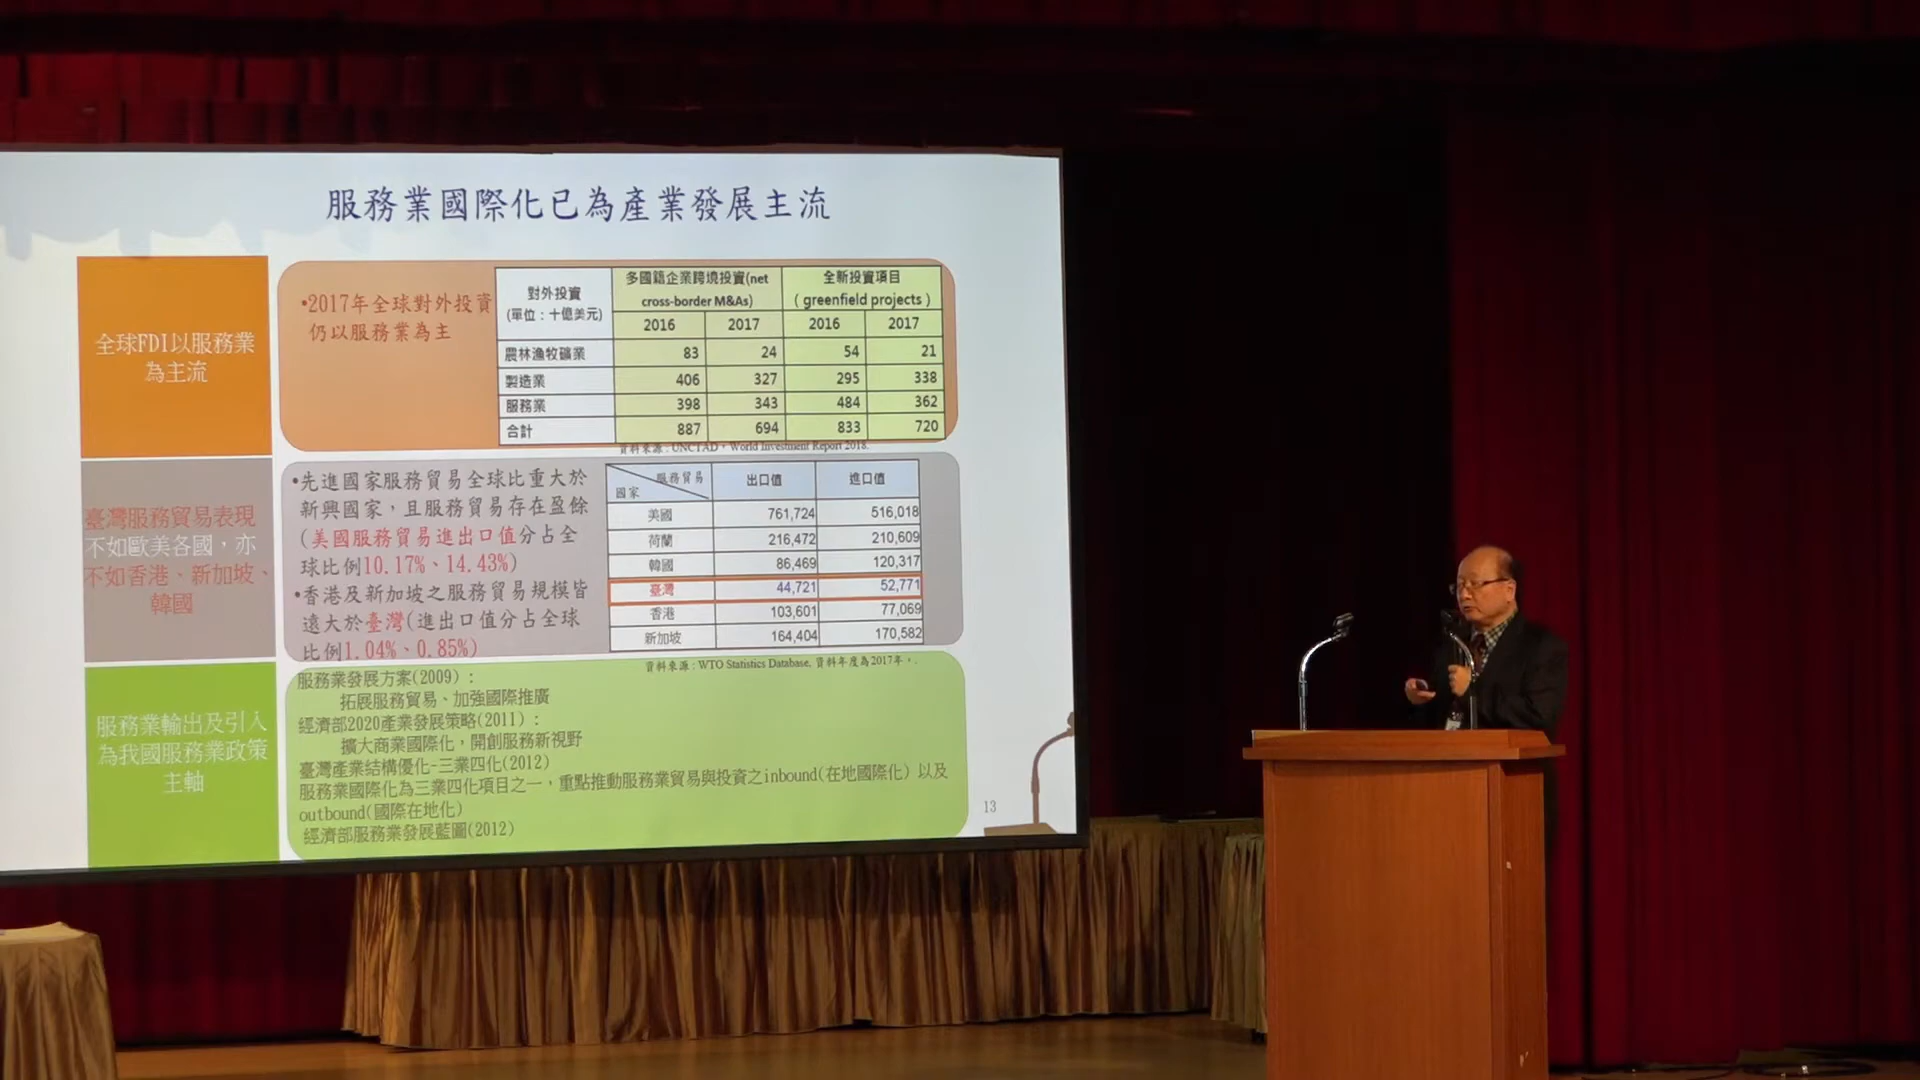 服務業國際化已為產業發展主流
全球FDI以服務業
為主流
•2017年全球對外投資
仍以服務業為主
對外投資
(單位：十億美元)
多國籍企業跨境投資(net
cross-border M&As)
全新投資項目
(greenfield projects)
2016 2017 2016 2017
農林漁牧礦業 83 24 54 21
製造業 406 327 295 338
服務業 398 343 484 362
合計 887 694 833 720
資料來源：UNCTAD，World Investment Report 2018.
臺灣服務貿易表現
不如歐美各國，亦
不如香港、新加坡、
韓國
•先進國家服務貿易全球比重大於
新興國家，且服務貿易存在盈餘
(美國服務貿易進出口值分占全
球比例10.17%、14.43%)
•香港及新加坡之服務貿易規模皆
遠大於臺灣(進出口值分占全球
比例1.04%、0.85%)
服務貿易
國家
出口值 進口值
美國 761,724 516,018
荷蘭 216,472 210,609
韓國 86,469 120,317
臺灣 44,721 52,771
香港 103,601 77,069
新加坡 164,404 170,582
資料來源：WTO Statistics Database, 資料年度為2017年，.
服務業輸出及引入
為我國服務業政策
主軸
服務業發展方案(2009)：
拓展服務貿易、加強國際推廣
經濟部2020產業發展策略(2011)：
擴大商業國際化，開創服務新視野
臺灣產業結構優化-三業四化(2012)
服務業國際化為三業四化項目之一，重點推動服務業貿易與投資之inbound(在地國際化) 以及
outbound(國際在地化)
經濟部服務業發展藍圖(2012)
13